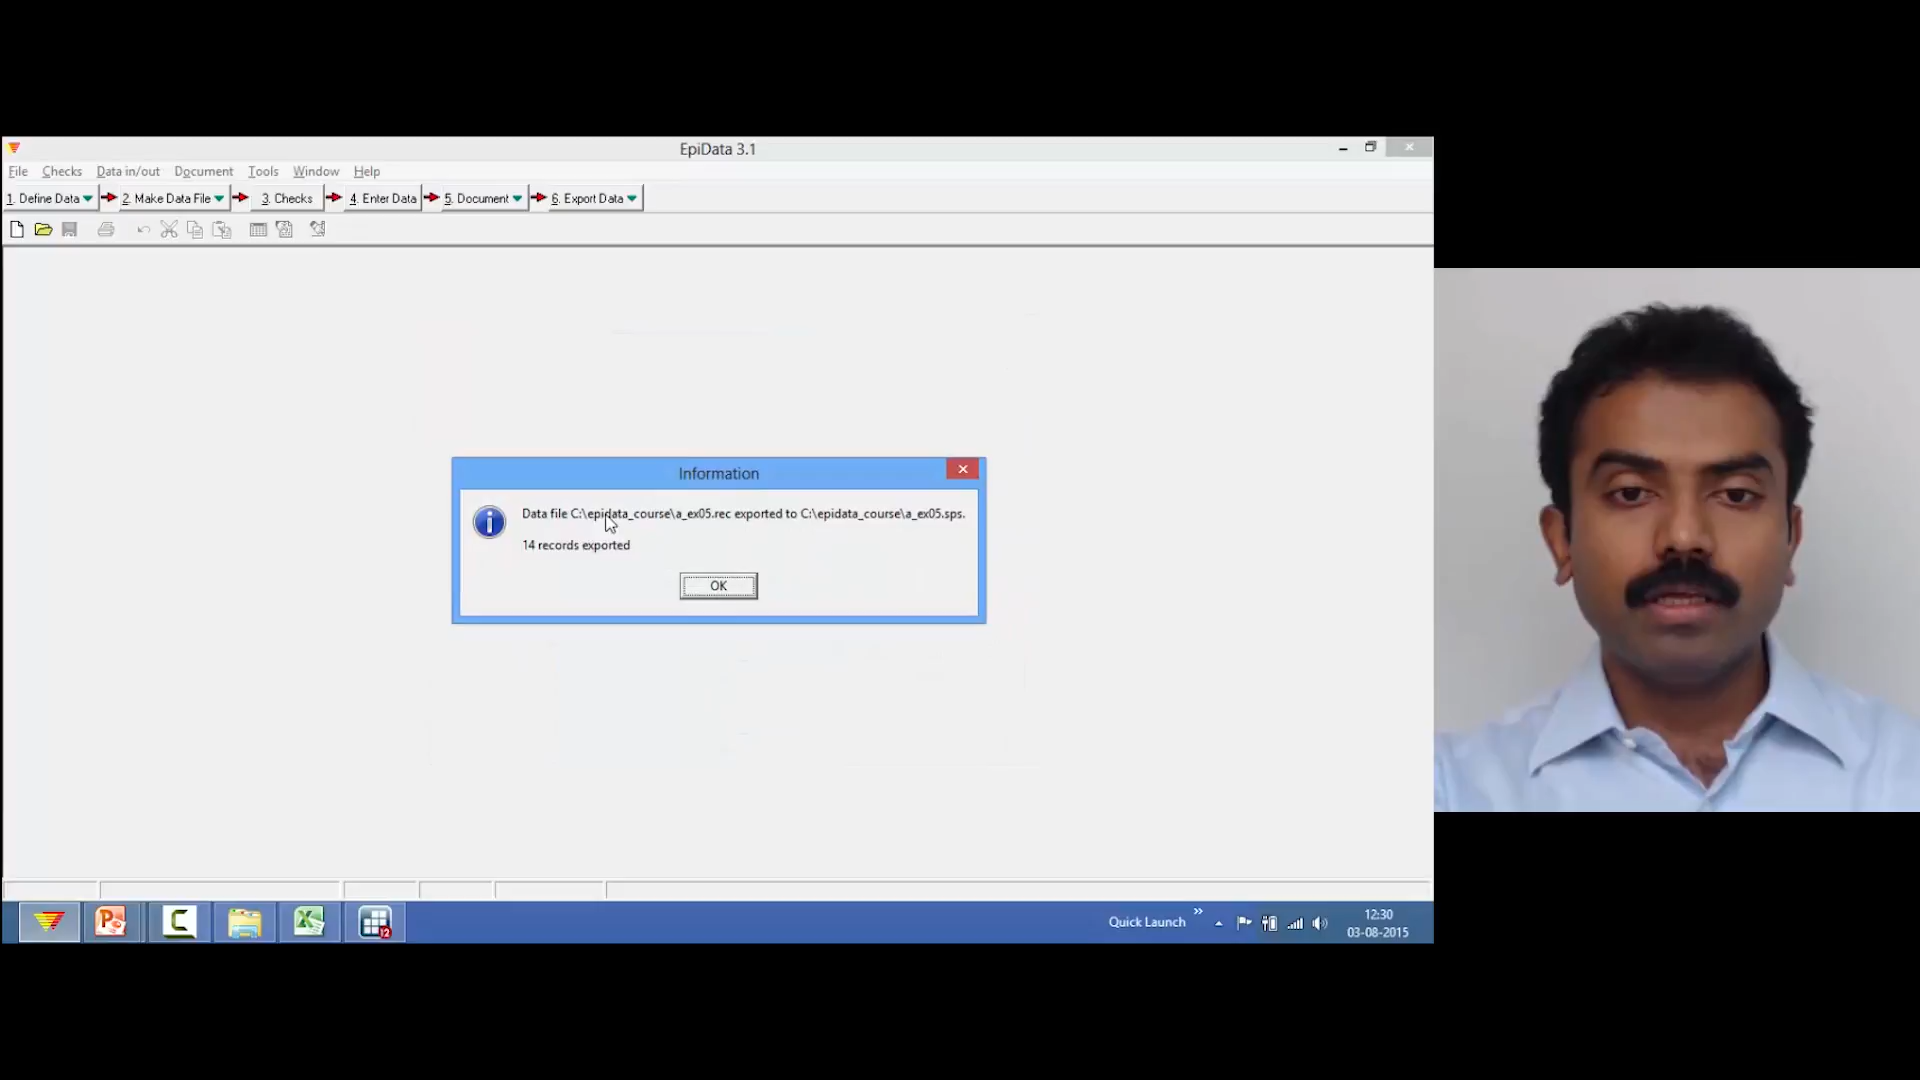 EpiData 3.1
File Checks Data in/out Document Tools Window Help
1. Define Data 2. Make Data File 3. Checks 4. Enter Data 5. Document 6. Export Data
Information
Data file C:\epidata_course\a_ex05.rec exported to C:\epidata_course\a_ex05.sps.
14 records exported
OK
Quick Launch
12:30
03-08-2015